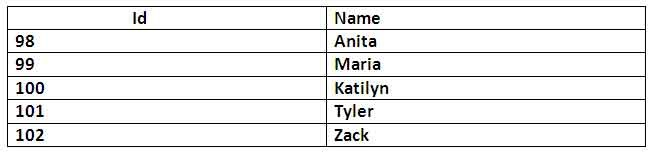 Id Name
98 Anita
99 Maria
100 Katilyn
101 Tyler
102 Zack